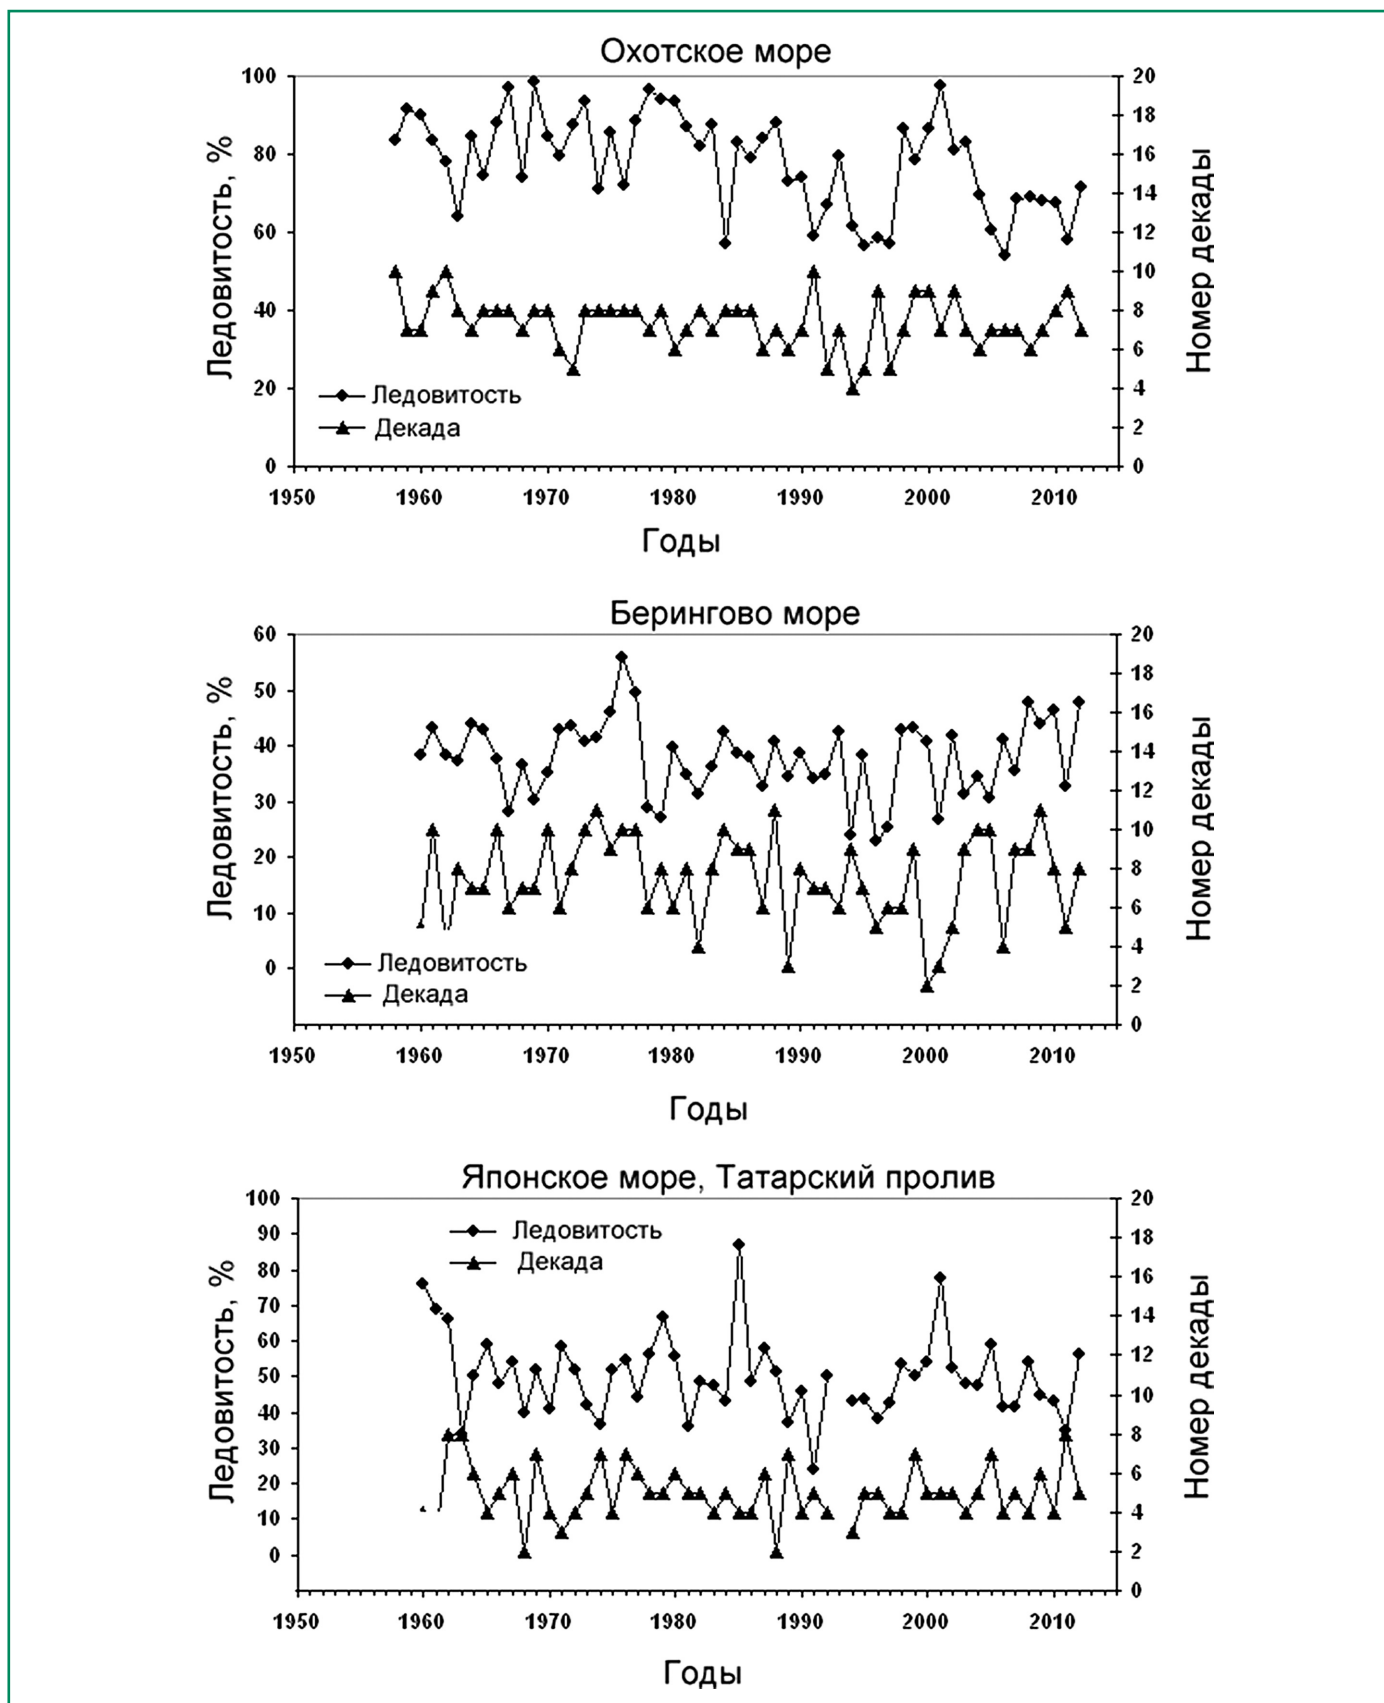 Охотское море
Ледовитость, %
100
80
60
40
20
0
Ледовитость
Декада
20
18
16
14
12
10
8
6
4
2
0
Номер декады
1950 1960 1970 1980 1990 2000 2010
Годы
Берингово море
Ледовитость, %
60
50
40
30
20
10
0
Ледовитость
Декада
20
18
16
14
12
10
8
6
4
2
0
Номер декады
1950 1960 1970 1980 1990 2000 2010
Годы
Японское море, Татарский пролив
Ледовитость, %
100
90
80
70
60
50
40
30
20
10
0
Ледовитость
Декада
20
18
16
14
12
10
8
6
4
2
0
Номер декады
1950 1960 1970 1980 1990 2000 2010
Годы